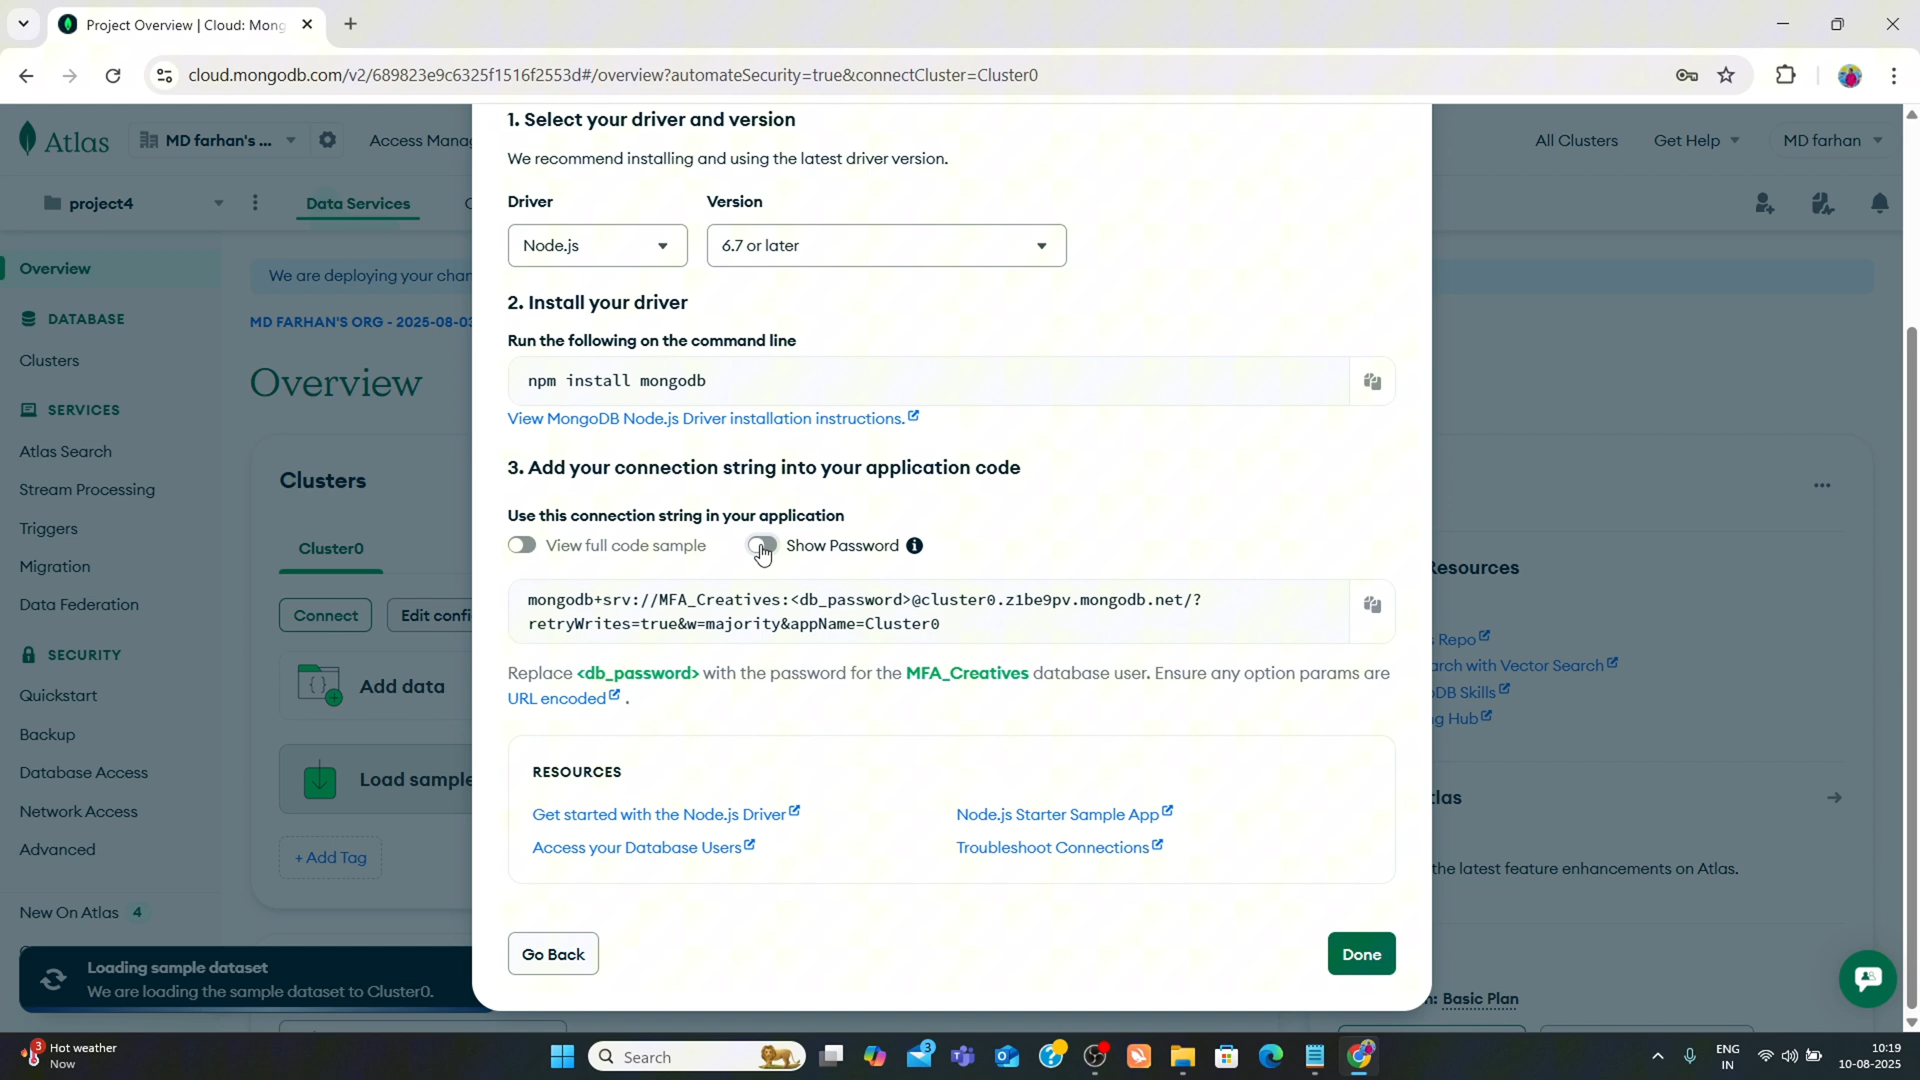 Project Overview | Cloud: Mong
cloud.mongodb.com/v2/689823e9c6325f1516f2553d#/overview?automateSecurity=true&connectCluster=Cluster0
Atlas
MD farhan's ...
Access Manag
All Clusters
Get Help
MD farhan
project4
Data Services
Overview
DATABASE
Clusters
SERVICES
Atlas Search
Stream Processing
Triggers
Migration
Data Federation
SECURITY
Quickstart
Backup
Database Access
Network Access
Advanced
New On Atlas 4
We are deploying your chan
MD FARHAN'S ORG - 2025-08-03
Overview
Clusters
Cluster0
Connect
Edit confi
Add data
Load sample
+ Add Tag
Loading sample dataset
We are loading the sample dataset to Cluster0.
1. Select your driver and version
We recommend installing and using the latest driver version.
Driver
Version
Node.js
6.7 or later
2. Install your driver
Run the following on the command line
npm install mongodb
View MongoDB Node.js Driver installation instructions.
3. Add your connection string into your application code
Use this connection string in your application
View full code sample
Show Password
mongodb+srv://MFA_Creatives:<db_password>@cluster0.z1be9pv.mongodb.net/?
retryWrites=true&w=majority&appName=Cluster0
Replace <db_password> with the password for the MFA_Creatives database user. Ensure any option params are
URL encoded .
RESOURCES
Get started with the Node.js Driver
Node.js Starter Sample App
Access your Database Users
Troubleshoot Connections
Go Back
Done
Resources
s Repo
arch with Vector Search
oDB Skills
g Hub
tlas
the latest feature enhancements on Atlas.
n: Basic Plan
3
Hot weather
Now
Search
3
ENG
IN
10:19
10-08-2025